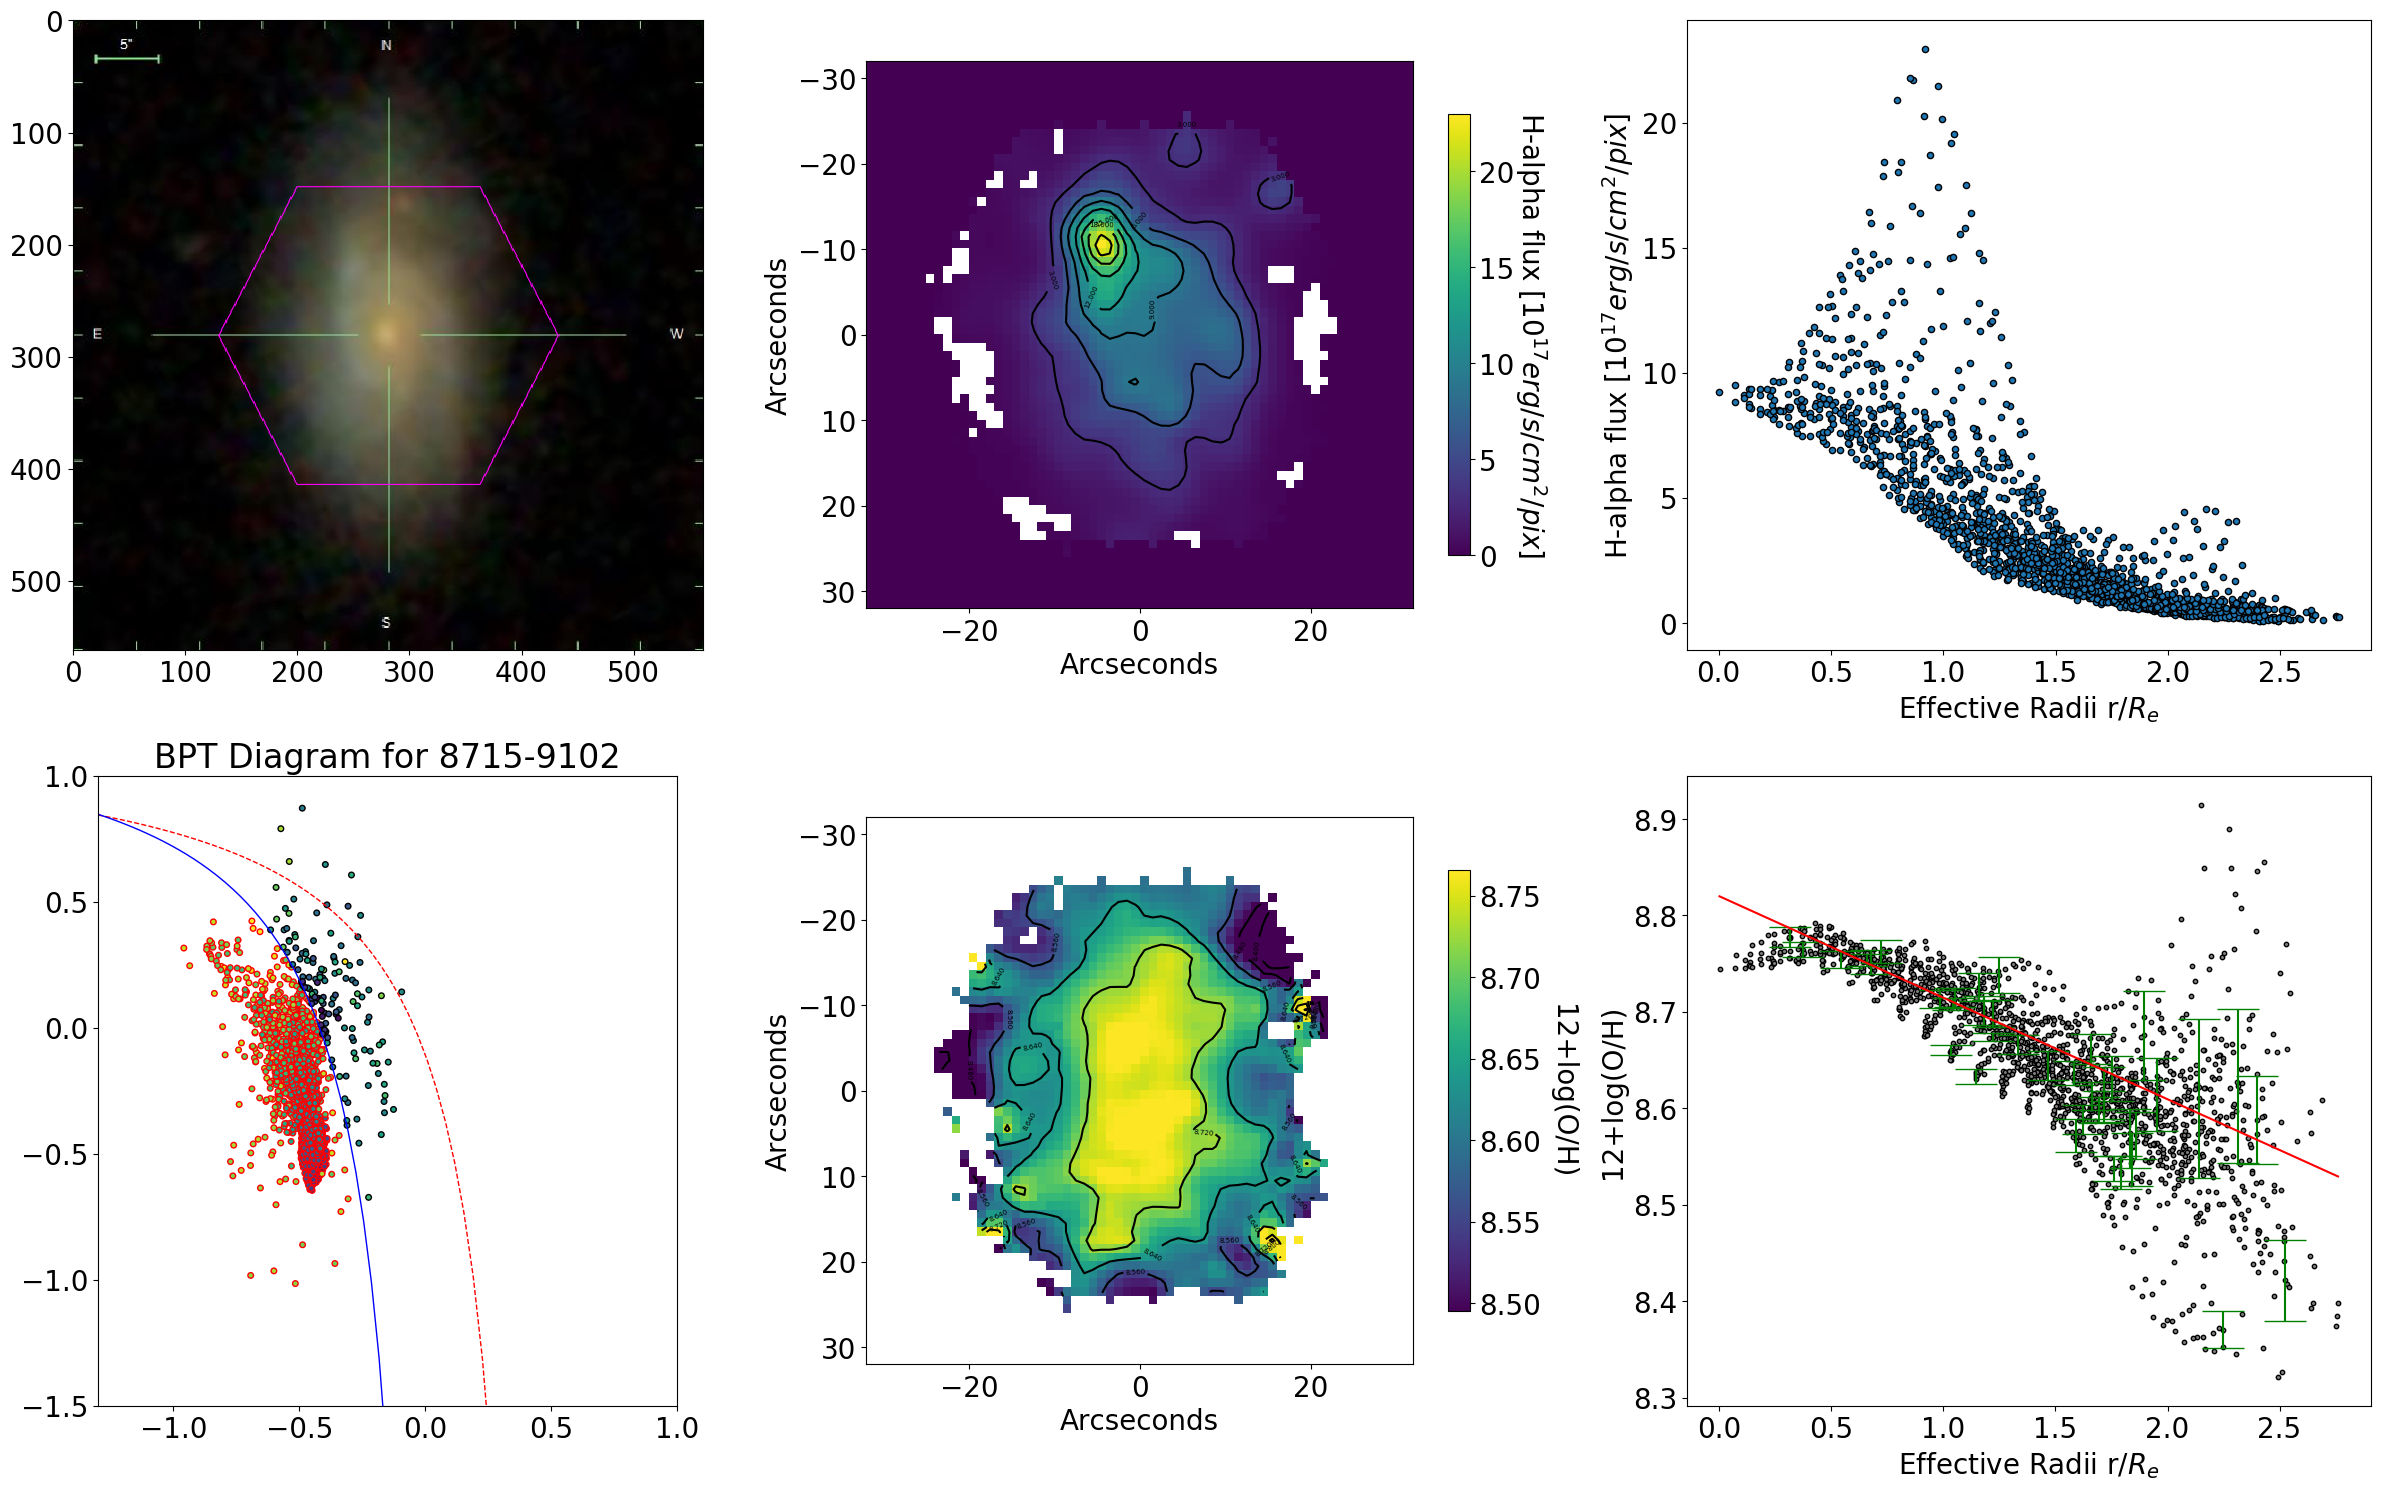 0
100
200
300
400
500
5"
N
E
W
S
0 100 200 300 400 500
−30
−20
−10
0
10
20
30
Arcseconds
−20 0 20
Arcseconds
20
15
10
5
0
H-alpha flux [10^17 erg/s/cm^2/pix]
H-alpha flux [10^17 erg/s/cm^2/pix]
20
15
10
5
0
0.0 0.5 1.0 1.5 2.0 2.5
Effective Radii r/R_e
BPT Diagram for 8715-9102
1.0
0.5
0.0
−0.5
−1.0
−1.5
−1.0 −0.5 0.0 0.5 1.0
−30
−20
−10
0
10
20
30
Arcseconds
−20 0 20
Arcseconds
8.75
8.70
8.65
8.60
8.55
8.50
12+log(O/H)
12+log(O/H)
8.9
8.8
8.7
8.6
8.5
8.4
8.3
0.0 0.5 1.0 1.5 2.0 2.5
Effective Radii r/R_e